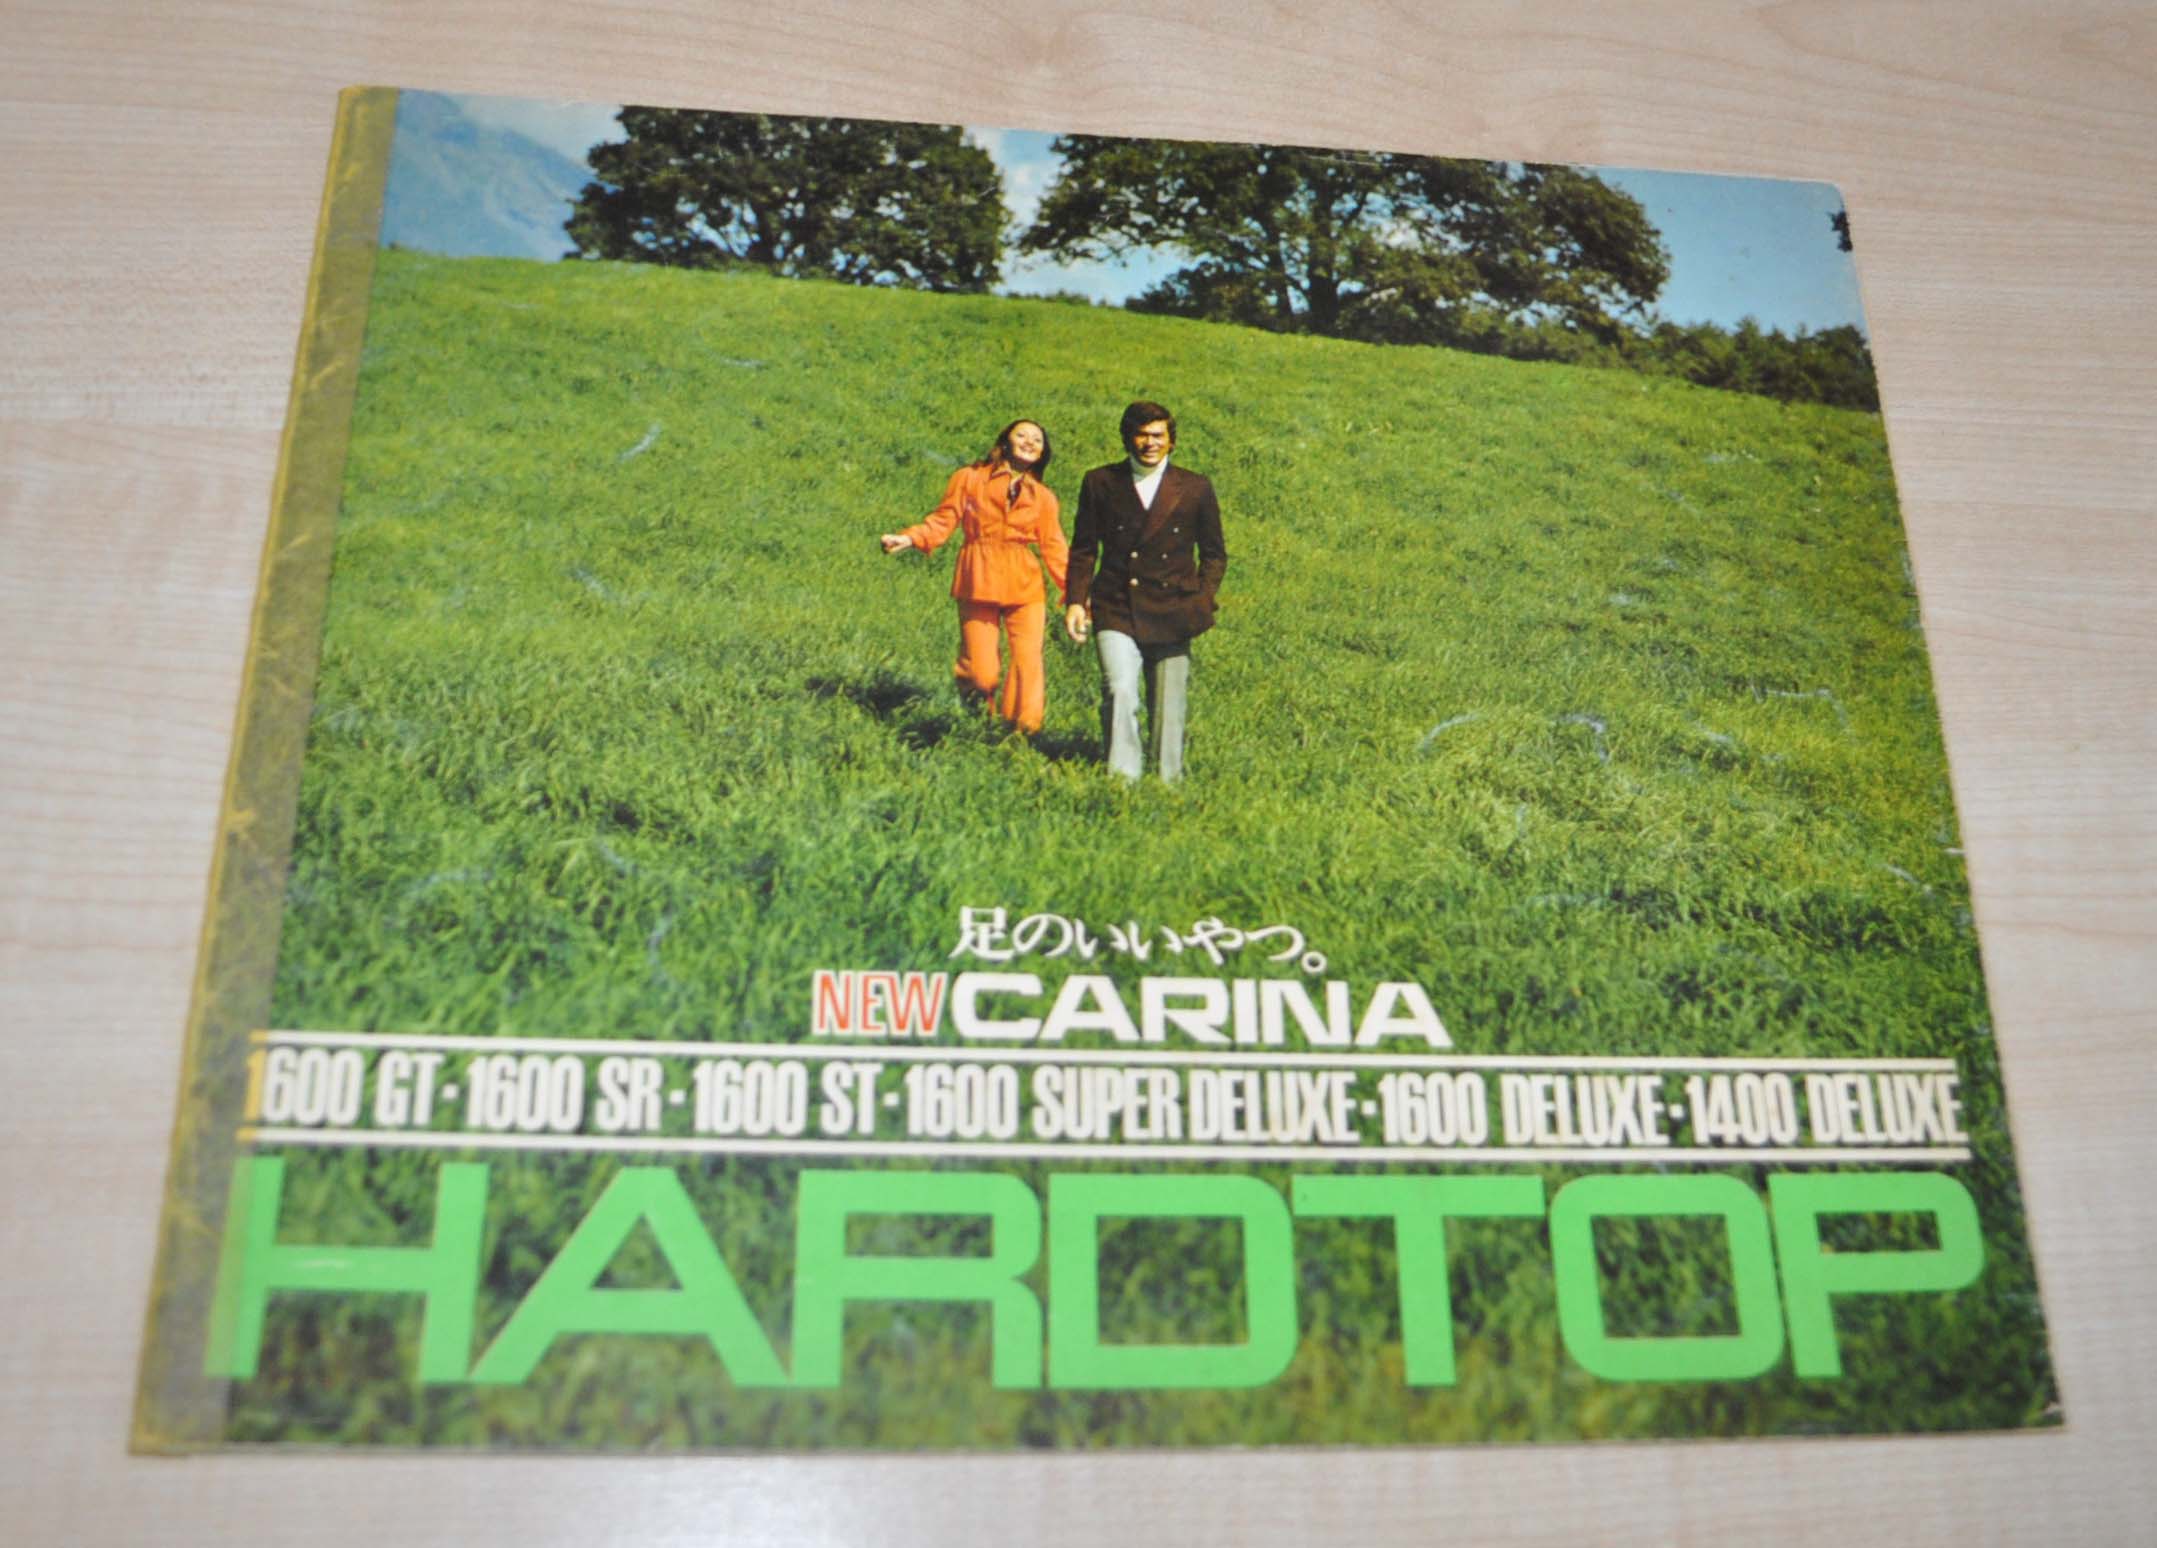 足のいいやつ。
NEW CARINA
1600 GT・1600 SR・1600 ST・1600 SUPER DELUXE・1600 DELUXE・1400 DELUXE
HARDTOP